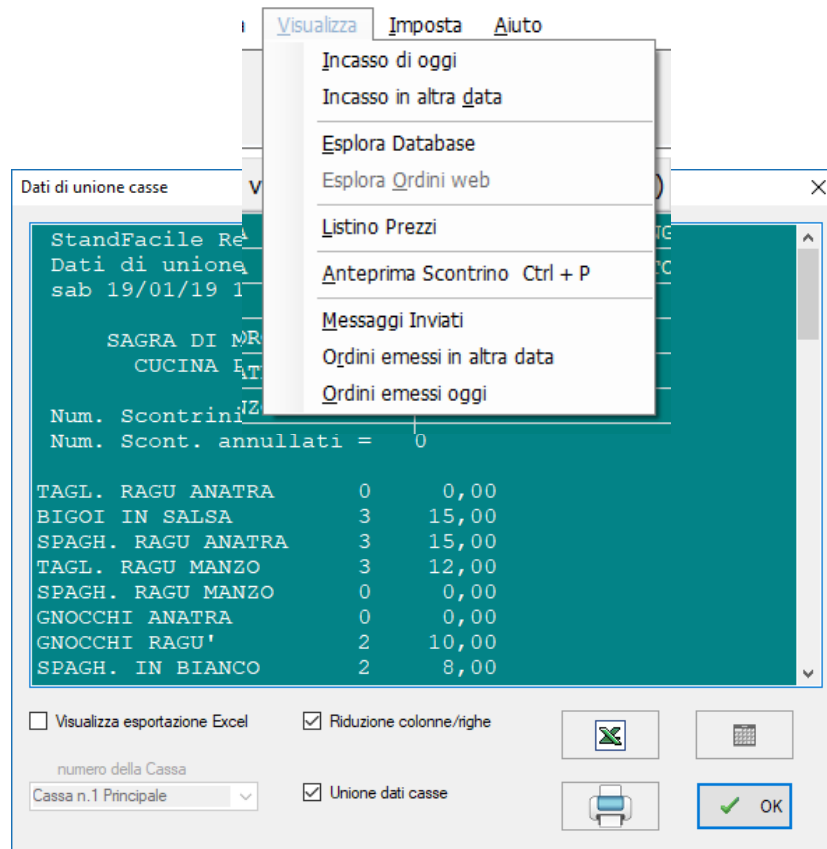 Visualizza Imposta Aiuto
Incasso di oggi
Incasso in altra data
Esplora Database
Esplora Ordini web
Listino Prezzi
Anteprima Scontrino Ctrl + P
Messaggi Inviati
Ordini emessi in altra data
Ordini emessi oggi
Dati di unione casse
StandFacile
Dati di unione
sab 19/01/19
SAGRA DI
CUCINA
Num. Scontrini
Num. Scont. annullati = 0
TAGL. RAGU ANATRA 0 0,00
BIGOI IN SALSA 3 15,00
SPAGH. RAGU ANATRA 3 15,00
TAGL. RAGU MANZO 3 12,00
SPAGH. RAGU MANZO 0 0,00
GNOCCHI ANATRA 0 0,00
GNOCCHI RAGU' 2 10,00
SPAGH. IN BIANCO 2 8,00
Visualizza esportazione Excel
Riduzione colonne/righe
numero della Cassa
Cassa n.1 Principale
Unione dati casse
OK